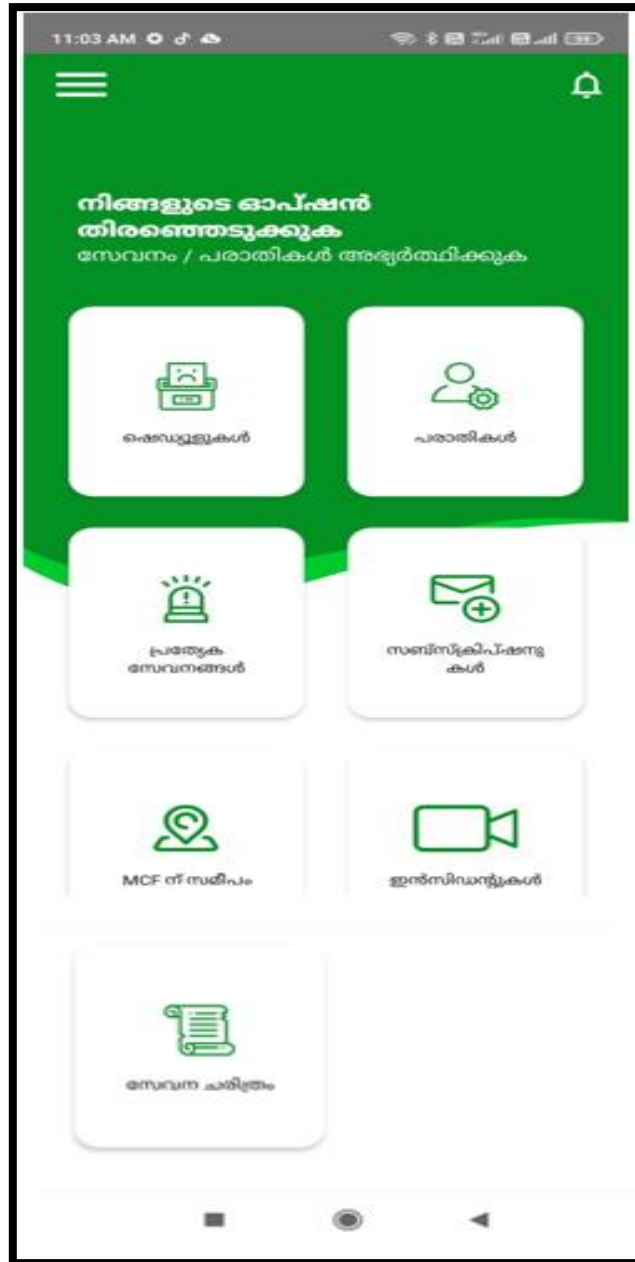 11:03 AM
നിങ്ങളുടെ ഓപ്ഷൻ
തിരഞ്ഞെടുക്കുക
സേവനം / പരാതികൾ അഭ്യർത്ഥിക്കുക
ഷെഡ്യൂളുകൾ
പരാതികൾ
പ്രത്യേക
സേവനങ്ങൾ
സബ്സ്ക്രിപ്ഷനു
കൾ
MCF ന് സമീപം
ഇൻസിഡന്റുകൾ
സേവന ചരിത്രം